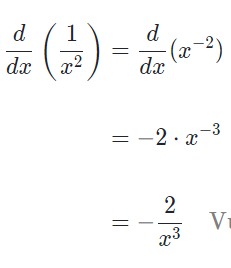 d/dx (1/x²) = d/dx (x⁻²)
= −2 · x⁻³
= −2/x³